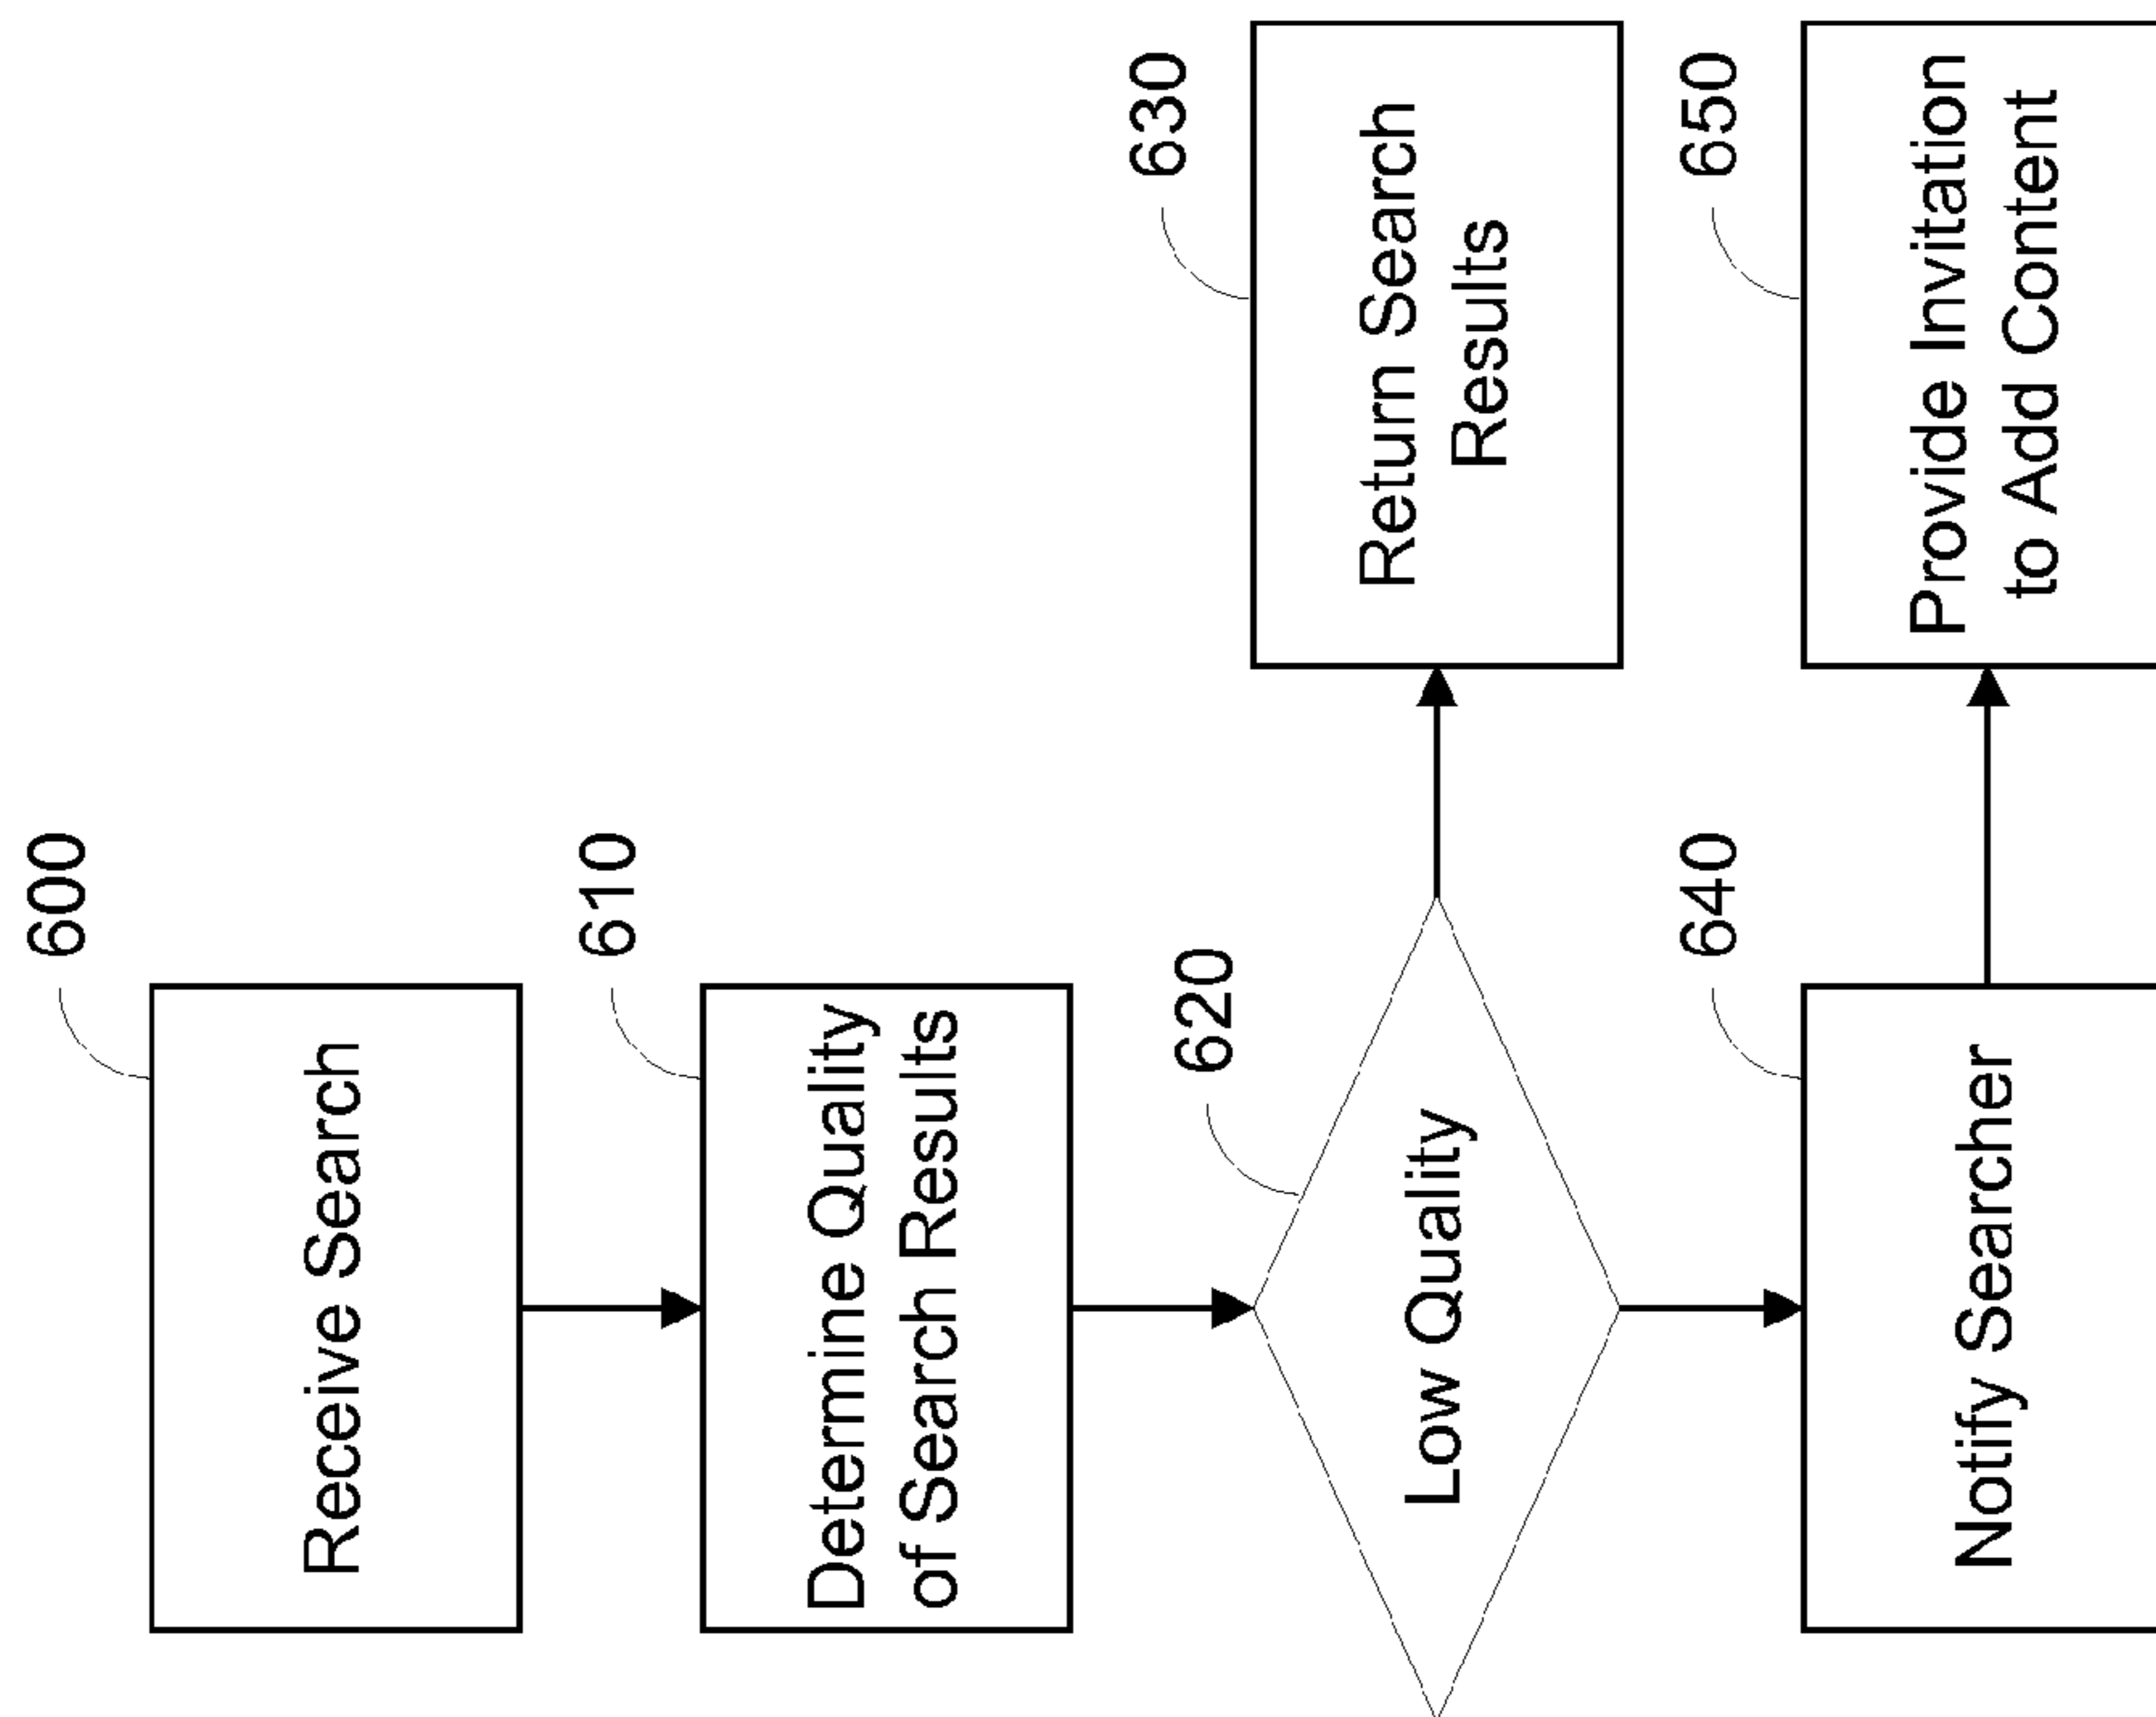 600
Receive Search
610
Determine Quality
of Search Results
620
Low Quality
630
Return Search
Results
640
Notify Searcher
650
Provide Invitation
to Add Content